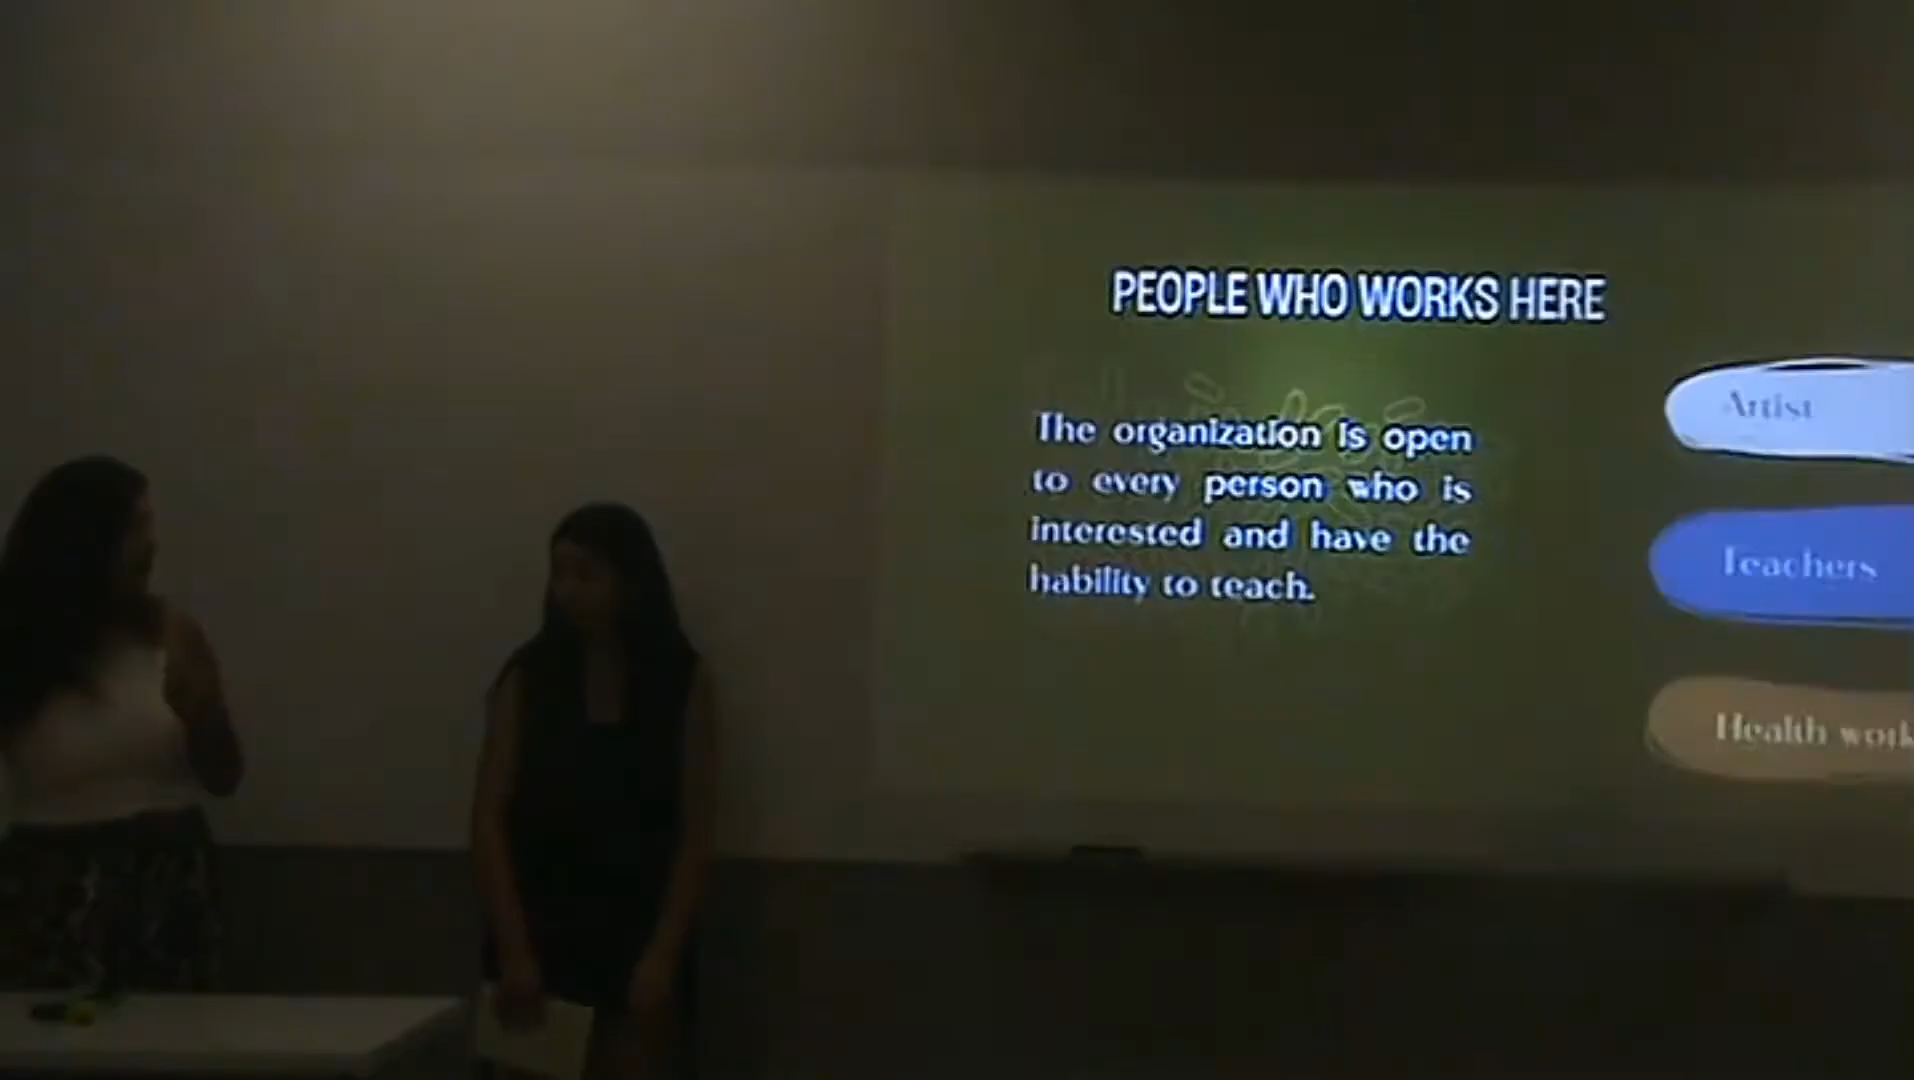 PEOPLE WHO WORKS HERE
The organization is open
to every person who is
interested and have the
hability to teach.
Artist
Teachers
Health work